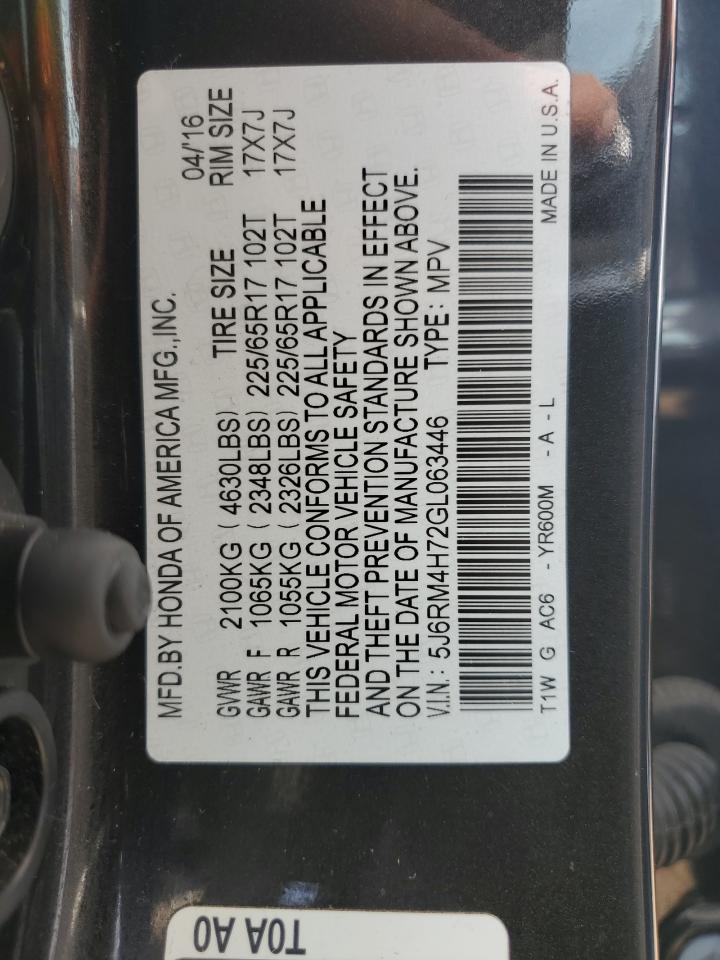 MFD.BY HONDA OF AMERICA MFG.,INC. 04/'16
GVWR 2100KG ( 4630LBS) TIRE SIZE RIM SIZE
GAWR F 1065KG ( 2348LBS) 225/65R17 102T 17X7J
GAWR R 1055KG ( 2326LBS) 225/65R17 102T 17X7J
THIS VEHICLE CONFORMS TO ALL APPLICABLE
FEDERAL MOTOR VEHICLE SAFETY
AND THEFT PREVENTION STANDARDS IN EFFECT
ON THE DATE OF MANUFACTURE SHOWN ABOVE.
V.I.N.: 5J6RM4H72GL063446 TYPE: MPV
T1W G AC6 - YR600M - A - L MADE IN U.S.A.
T0A A0